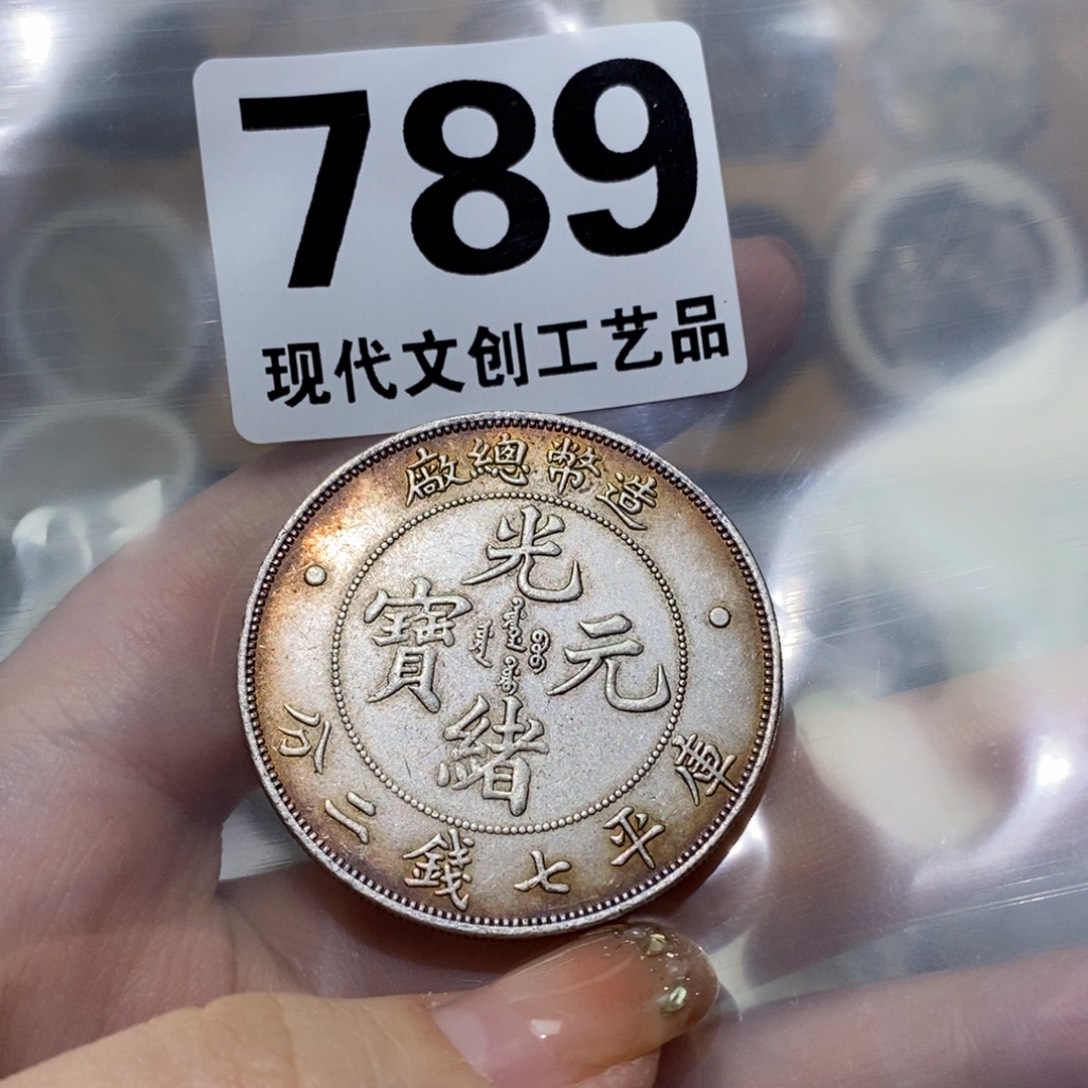 789
现代文创工艺品
造幣總廠
光緒元寶
庫平七錢二分